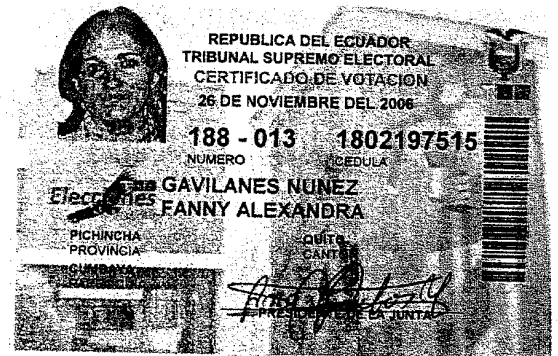 REPUBLICA DEL ECUADOR
TRIBUNAL SUPREMO ELECTORAL
CERTIFICADO DE VOTACION
26 DE NOVIEMBRE DEL 2006
188 - 013 1802197515
NUMERO CEDULA
Elecciones
GAVILANES NUNEZ
FANNY ALEXANDRA
PICHINCHA QUITO
PROVINCIA CANTON
CUMBAYA
PRESIDENTE DE LA JUNTA